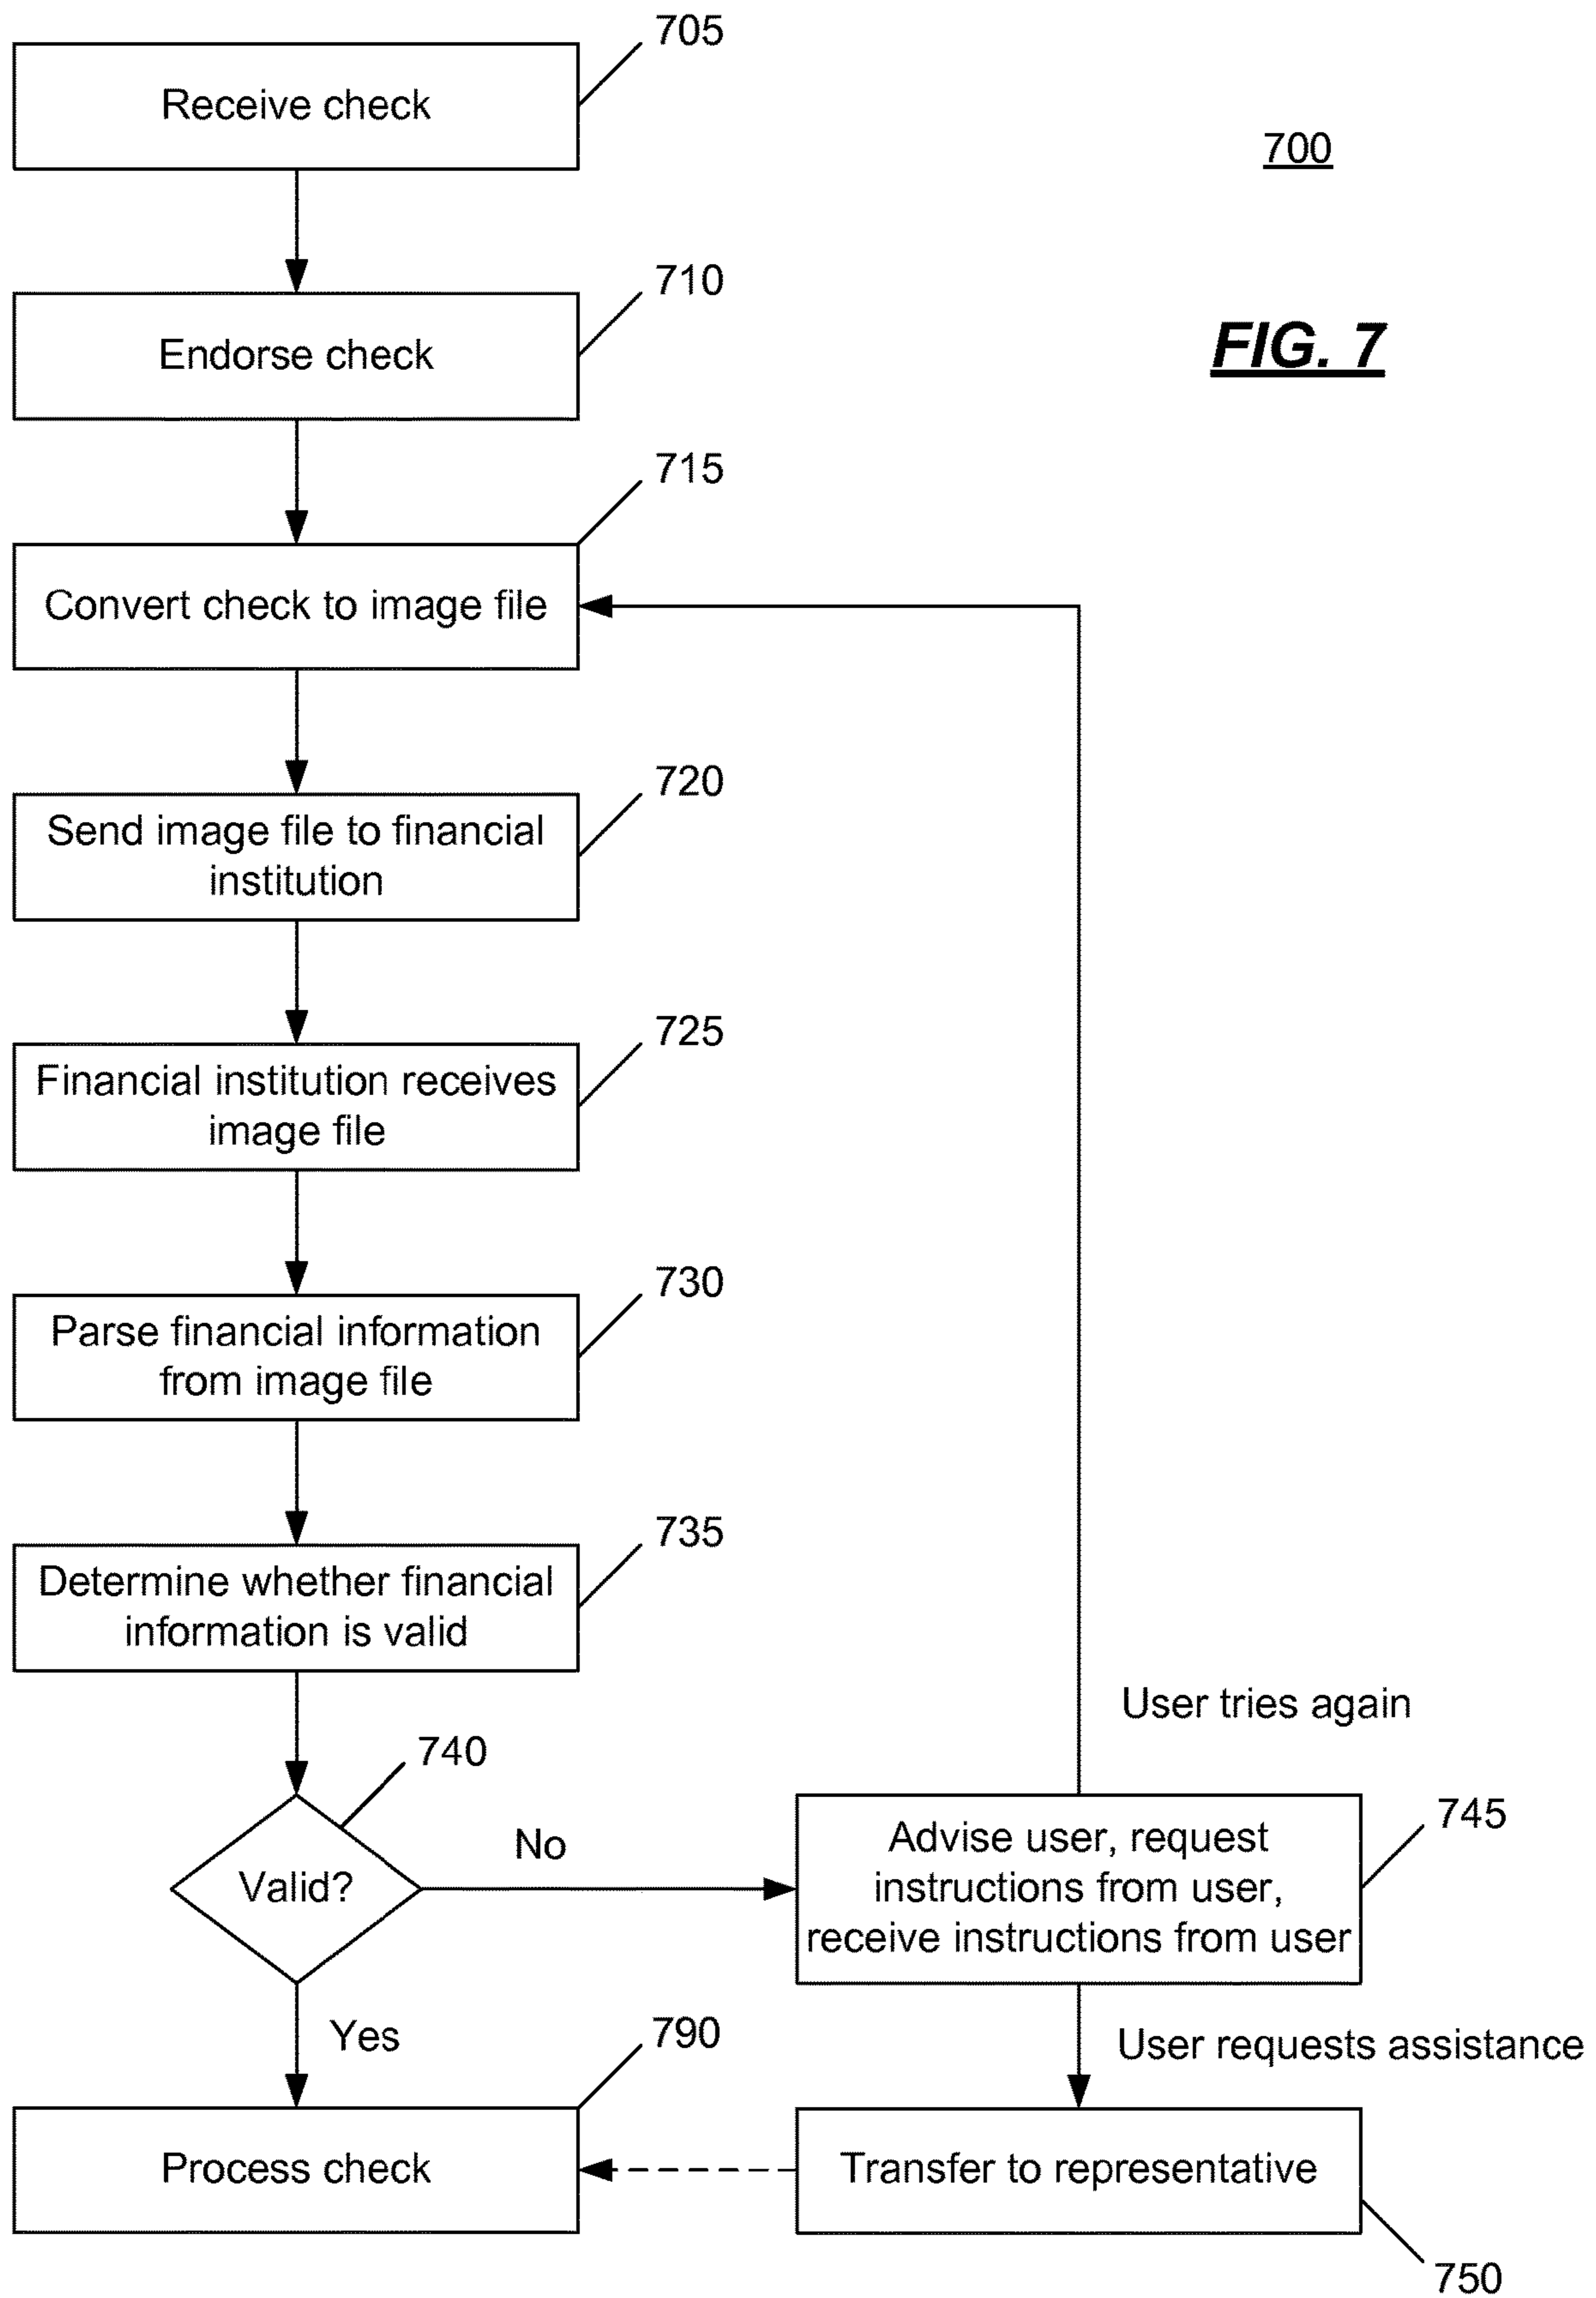 705
Receive check
700
710
Endorse check
FIG. 7
715
Convert check to image file
720
Send image file to financial
institution
725
Financial institution receives
image file
730
Parse financial information
from image file
735
Determine whether financial
information is valid
User tries again
740
Valid?
No
745
Advise user, request
instructions from user,
receive instructions from user
Yes
790
User requests assistance
Process check
Transfer to representative
750